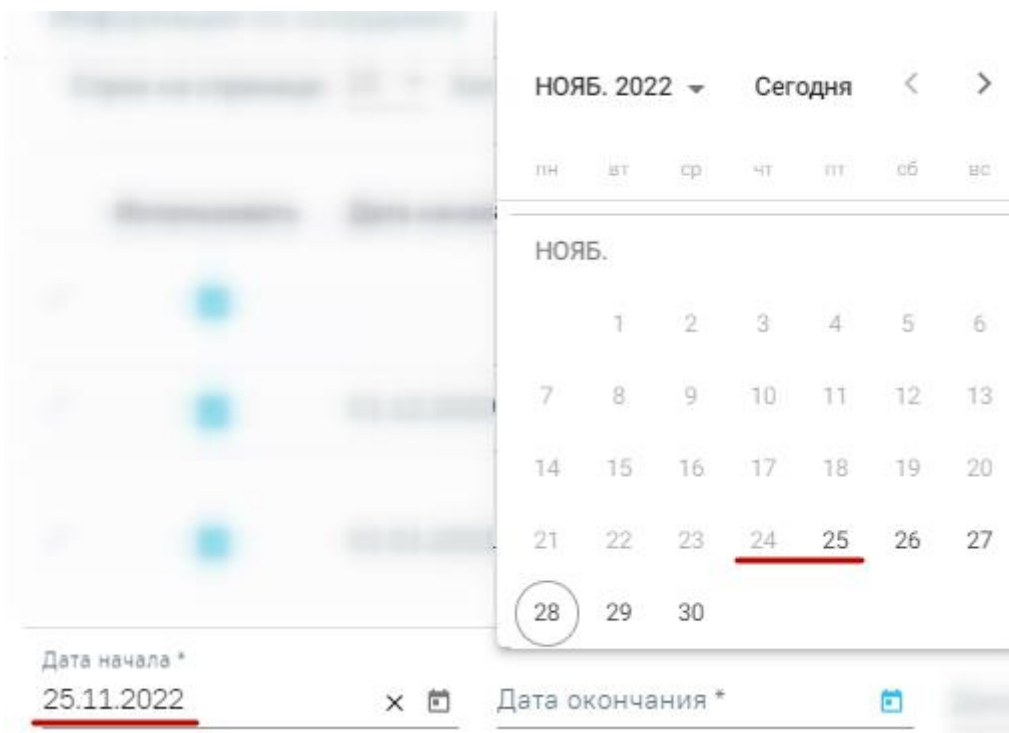 НОЯБ. 2022 Сегодня
пн вт ср чт пт сб вс
НОЯБ.
1 2 3 4 5 6
7 8 9 10 11 12 13
14 15 16 17 18 19 20
21 22 23 24 25 26 27
28 29 30
Дата начала *
25.11.2022
Дата окончания *